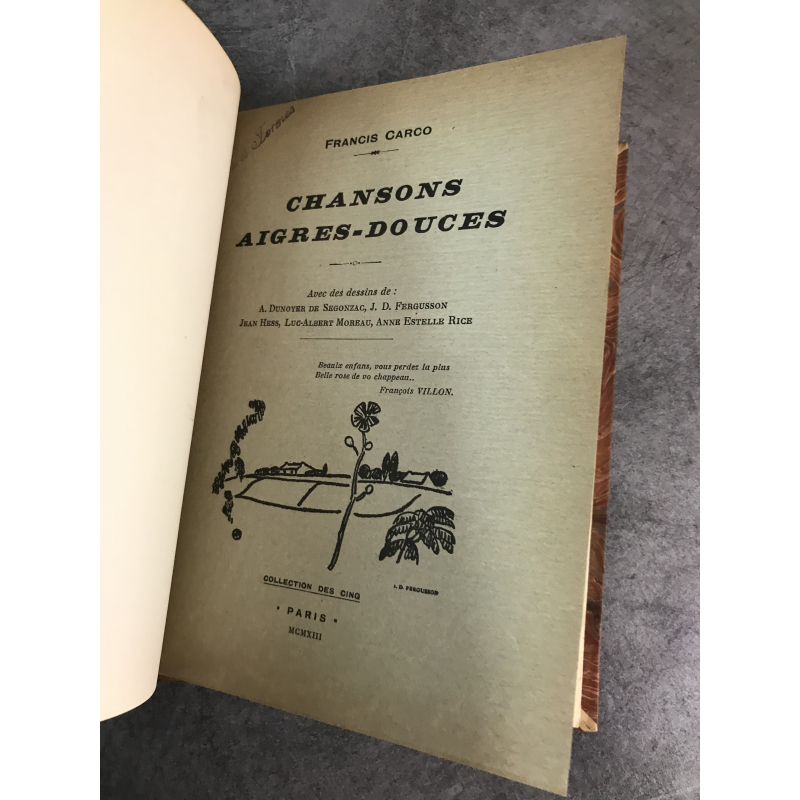 FRANCIS CARCO
CHANSONS
AIGRES-DOUCES
Avec des dessins de :
A. DUNOYER DE SEGONZAC, J. D. FERGUSSON
JEAN HESS, LUC-ALBERT MOREAU, ANNE ESTELLE RICE
Beaulx enfans, vous perdez la plus
Belle rose de vo chappeau..
François VILLON.
J. D. FERGUSSON
COLLECTION DES CINQ
• PARIS •
MCMXIII